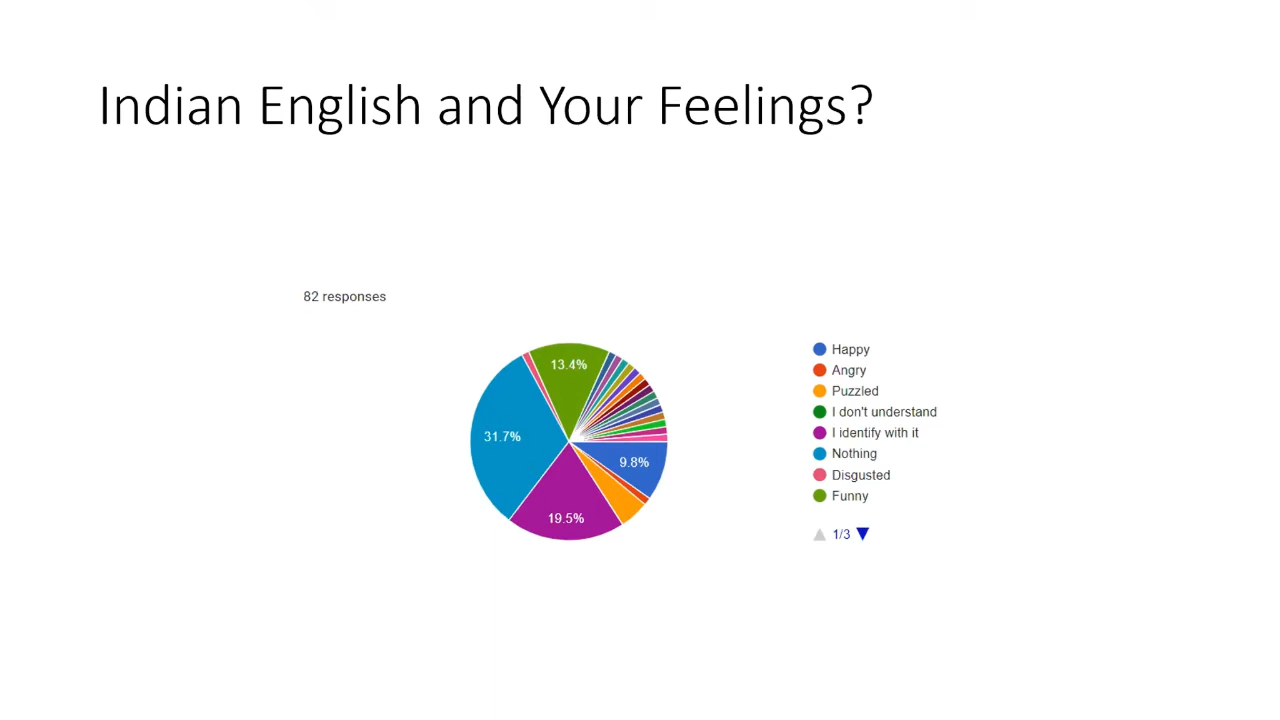 Indian English and Your Feelings?
82 responses
13.4%
31.7%
9.8%
19.5%
Happy
Angry
Puzzled
I don't understand
I identify with it
Nothing
Disgusted
Funny
1/3